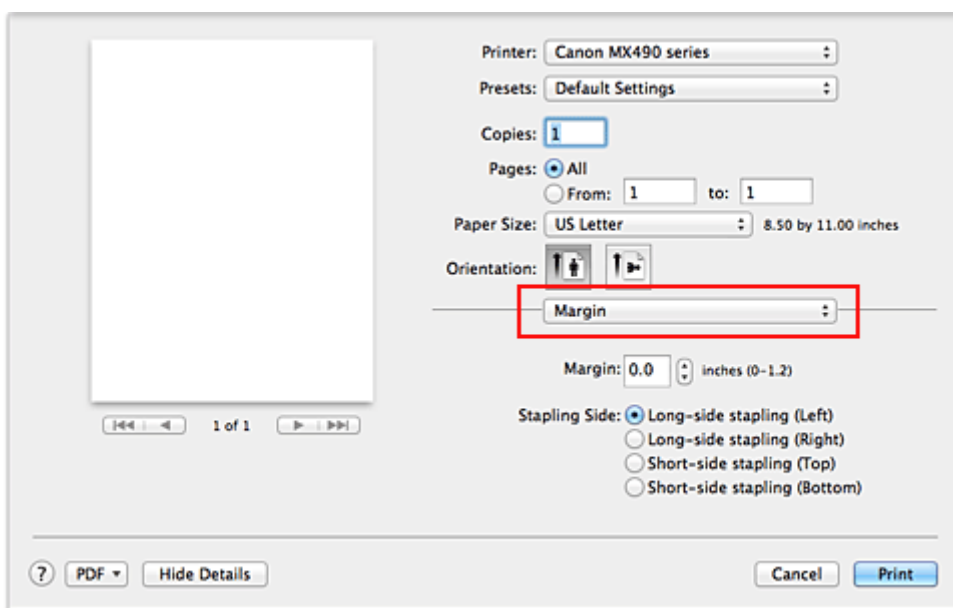 Printer: Canon MX490 series
Presets: Default Settings
Copies: 1
Pages: All
From: 1 to: 1
Paper Size: US Letter 8.50 by 11.00 inches
Orientation:
Margin
Margin: 0.0 inches (0-1.2)
1 of 1
Stapling Side: Long-side stapling (Left)
Long-side stapling (Right)
Short-side stapling (Top)
Short-side stapling (Bottom)
? PDF Hide Details Cancel Print